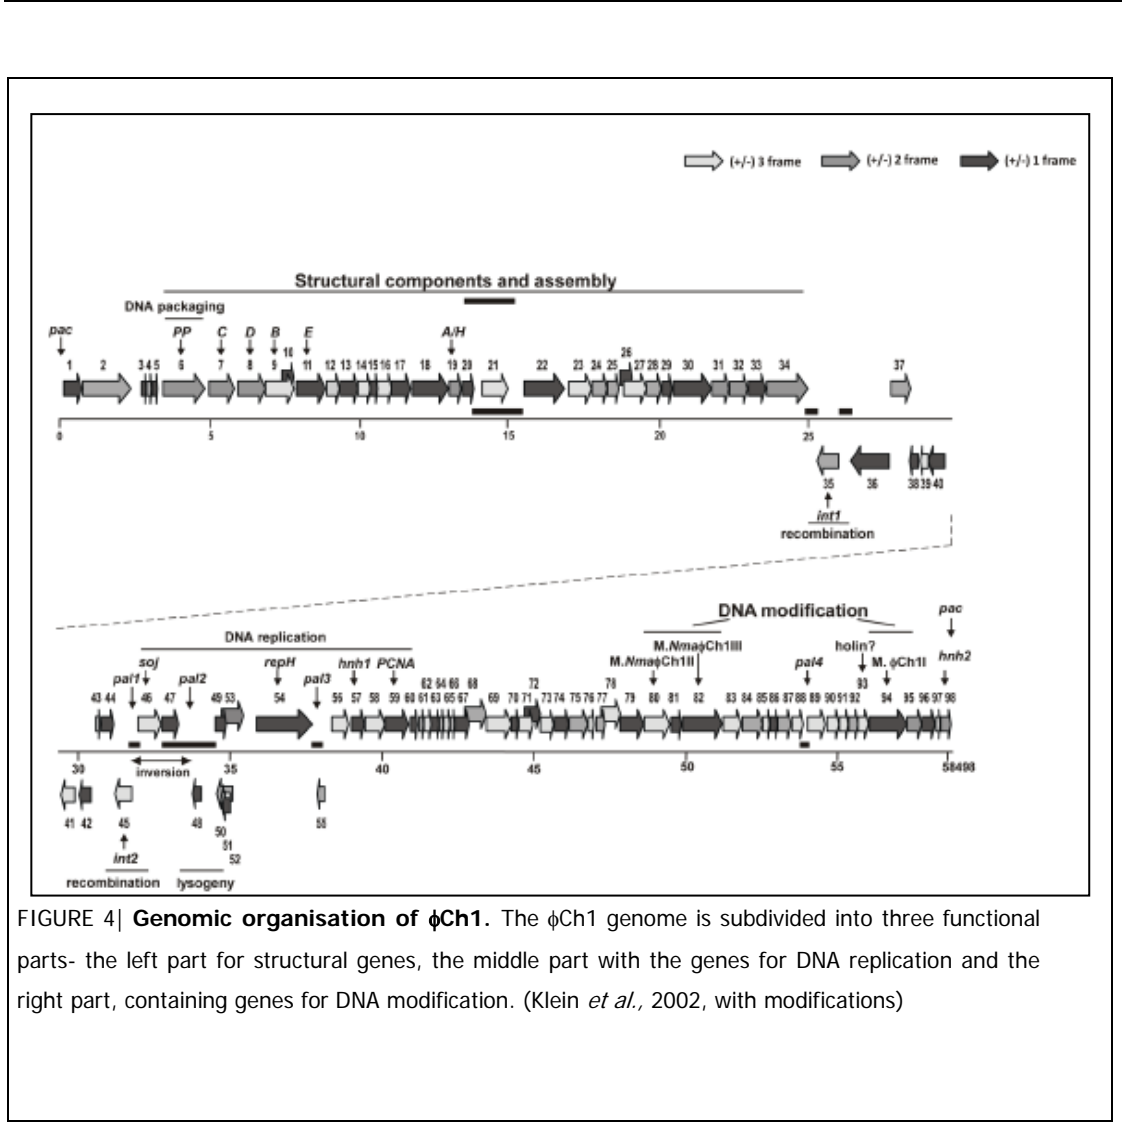 (+/-) 3 frame (+/-) 2 frame (+/-) 1 frame
Structural components and assembly
DNA packaging
pac PP C D B E A/H
10 26
1 2 3 4 5 6 7 8 9 11 12 13 14 15 16 17 18 19 20 21 22 23 24 25 27 28 29 30 31 32 33 34 37
0 5 10 15 20 25
35 36 38 39 40
int1
recombination
DNA modification pac
DNA replication
M.NmaϕCh1III holin? hnh2
soj repH hnh1 PCNA M.NmaϕCh1II pal4 M. ϕCh1I
pal1 pal2 pal3
62 64 66 68 72 78 93
43 44 46 47 49 53 54 56 57 58 59 60 61 63 65 67 69 70 71 73 74 75 76 77 79 80 81 82 83 84 85 86 87 88 89 90 91 92 94 95 96 97 98
30 inversion 35 40 45 50 55 58498
41 42 45 48 50 51 52 55
int2
recombination lysogeny
FIGURE 4| Genomic organisation of ϕCh1. The ϕCh1 genome is subdivided into three functional
parts- the left part for structural genes, the middle part with the genes for DNA replication and the
right part, containing genes for DNA modification. (Klein et al., 2002, with modifications)